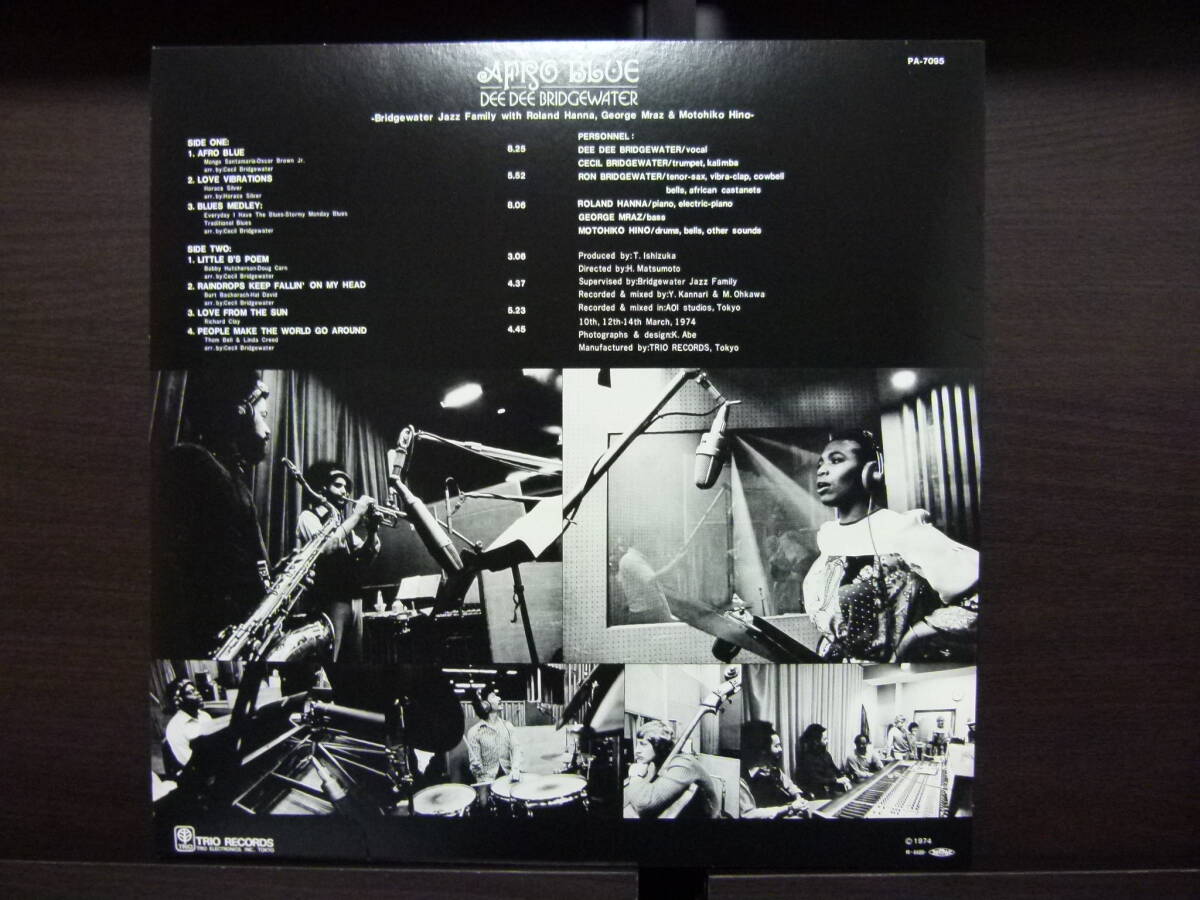 PA-7095
AFRO BLUE
DEE DEE BRIDGEWATER
-Bridgewater Jazz Family with Roland Hanna, George Mraz & Motohiko Hino-
SIDE ONE:
1. AFRO BLUE 8.25
Mongo Santamaria-Oscar Brown Jr.
arr. by:Cecil Bridgewater
2. LOVE VIBRATIONS 5.52
Horace Silver
arr. by:Horace Silver
3. BLUES MEDLEY: 8.06
Everyday I Have The Blues-Stormy Monday Blues
Traditional Blues
arr. by:Cecil Bridgewater
SIDE TWO:
1. LITTLE B'S POEM 3.06
Bobby Hutcherson-Doug Carn
arr. by:Cecil Bridgewater
2. RAINDROPS KEEP FALLIN' ON MY HEAD 4.37
Burt Bacharach-Hal David
arr. by:Cecil Bridgewater
3. LOVE FROM THE SUN 5.23
Richard Clay
4. PEOPLE MAKE THE WORLD GO AROUND 4.45
Thom Bell & Linda Creed
arr. by:Cecil Bridgewater
PERSONNEL:
DEE DEE BRIDGEWATER/vocal
CECIL BRIDGEWATER/trumpet, kalimba
RON BRIDGEWATER/tenor-sax, vibra-clap, cowbell
bells, african castanets
ROLAND HANNA/piano, electric-piano
GEORGE MRAZ/bass
MOTOHIKO HINO/drums, bells, other sounds
Produced by:T. Ishizuka
Directed by:H. Matsumoto
Supervised by:Bridgewater Jazz Family
Recorded & mixed by:Y. Kannari & M. Ohkawa
Recorded & mixed in:AOI studios, Tokyo
10th, 12th-14th March, 1974
Photographs & design:K. Abe
Manufactured by:TRIO RECORDS, Tokyo
TRIO
TRIO RECORDS
TRIO ELECTRONICS INC. TOKYO
©1974